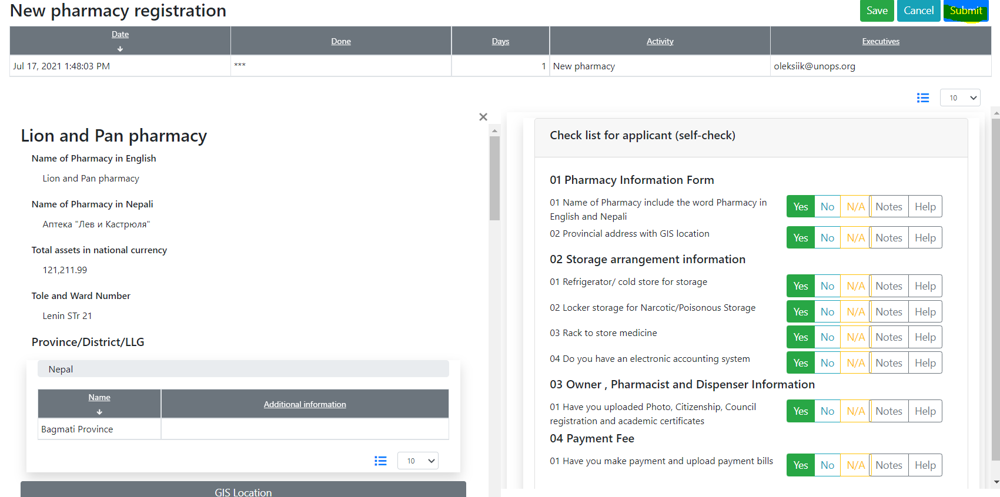 New pharmacy registration
Save Cancel Submit
Date Done Days Activity Executives
Jul 17, 2021 1:48:03 PM *** 1 New pharmacy oleksiik@unops.org
10
Lion and Pan pharmacy
Name of Pharmacy in English
Lion and Pan pharmacy
Name of Pharmacy in Nepali
Аптека "Лев и Кастрюля"
Total assets in national currency
121,211.99
Tole and Ward Number
Lenin STr 21
Province/District/LLG
Nepal
Name Additional information
Bagmati Province
10
GIS Location
Check list for applicant (self-check)
01 Pharmacy Information Form
01 Name of Pharmacy include the word Pharmacy in
English and Nepali
Yes No N/A Notes Help
02 Provincial address with GIS location
Yes No N/A Notes Help
02 Storage arrangement information
01 Refrigerator/ cold store for storage
Yes No N/A Notes Help
02 Locker storage for Narcotic/Poisonous Storage
Yes No N/A Notes Help
03 Rack to store medicine
Yes No N/A Notes Help
04 Do you have an electronic accounting system
Yes No N/A Notes Help
03 Owner , Pharmacist and Dispenser Information
01 Have you uploaded Photo, Citizenship, Council
registration and academic certificates
Yes No N/A Notes Help
04 Payment Fee
01 Have you make payment and upload payment bills
Yes No N/A Notes Help